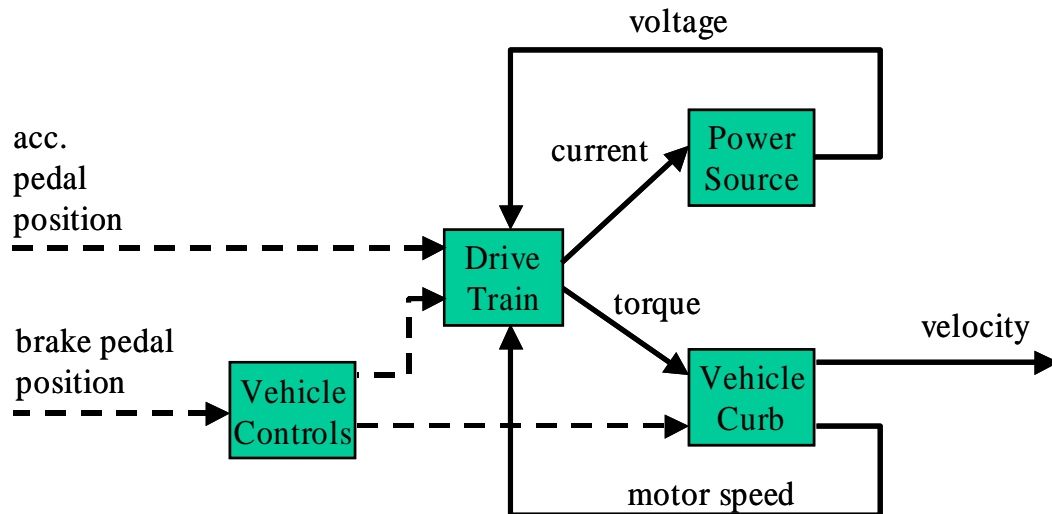 voltage
acc.
pedal
position
current
Power
Source
Drive
Train
torque
velocity
brake pedal
position
Vehicle
Controls
Vehicle
Curb
motor speed